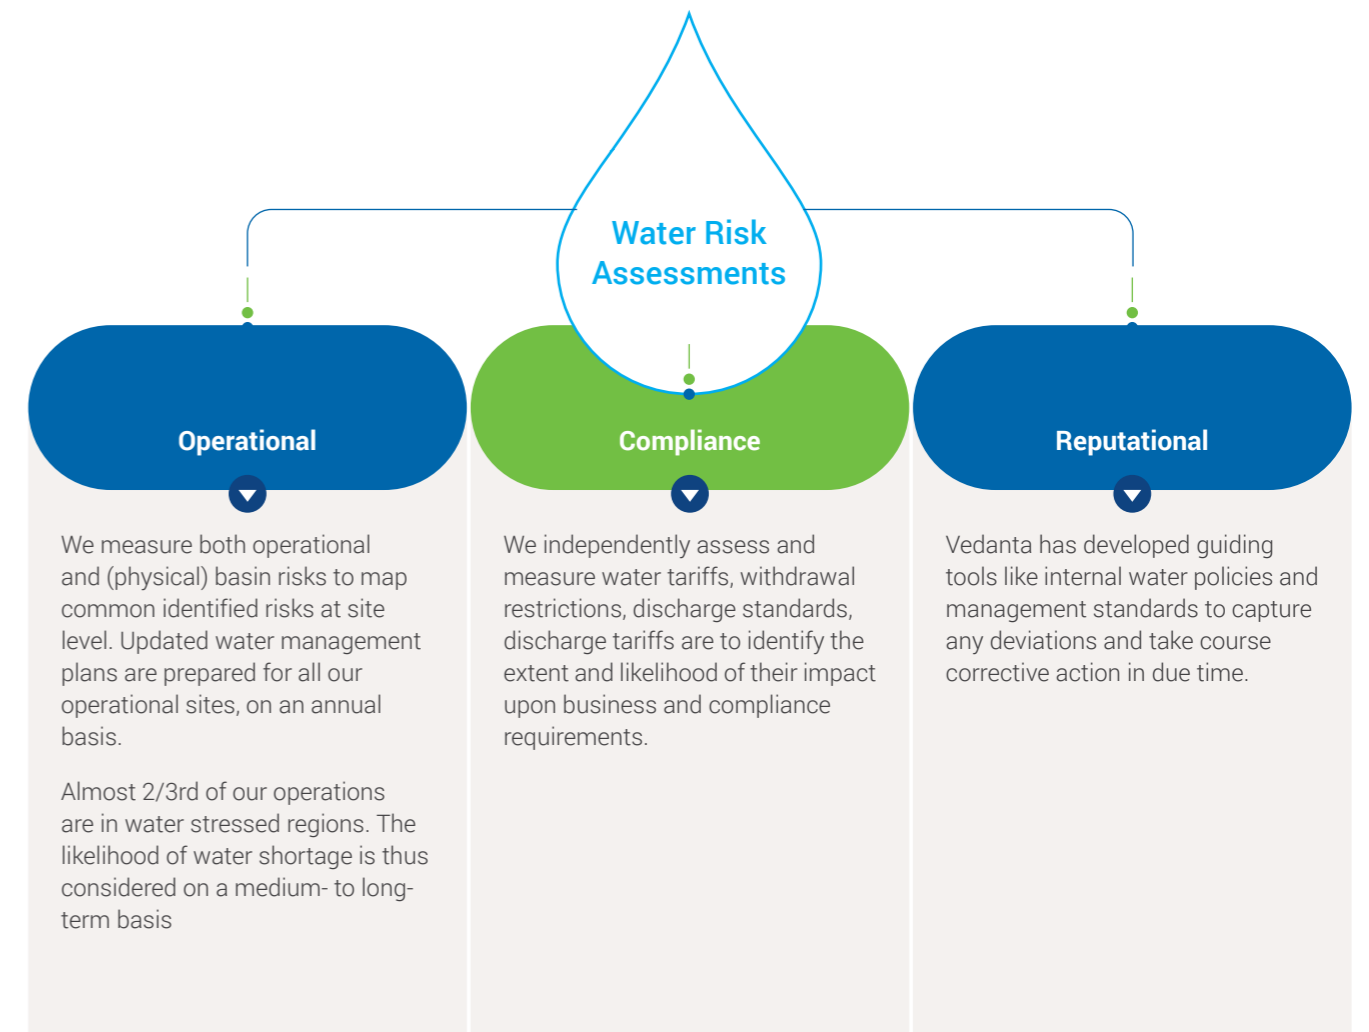 Water Risk
Assessments
Operational
We measure both operational
and (physical) basin risks to map
common identified risks at site
level. Updated water management
plans are prepared for all our
operational sites, on an annual
basis.
Almost 2/3rd of our operations
are in water stressed regions. The
likelihood of water shortage is thus
considered on a medium- to long-
term basis
Compliance
We independently assess and
measure water tariffs, withdrawal
restrictions, discharge standards,
discharge tariffs are to identify the
extent and likelihood of their impact
upon business and compliance
requirements.
Reputational
Vedanta has developed guiding
tools like internal water policies and
management standards to capture
any deviations and take course
corrective action in due time.